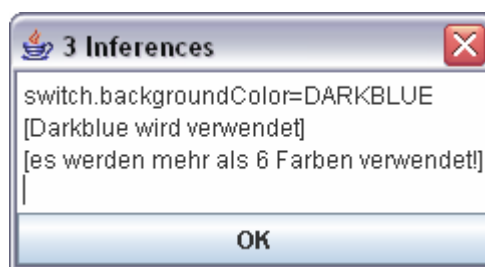 3 Inferences
switch.backgroundColor=DARKBLUE
[Darkblue wird verwendet]
[es werden mehr als 6 Farben verwendet!]
OK